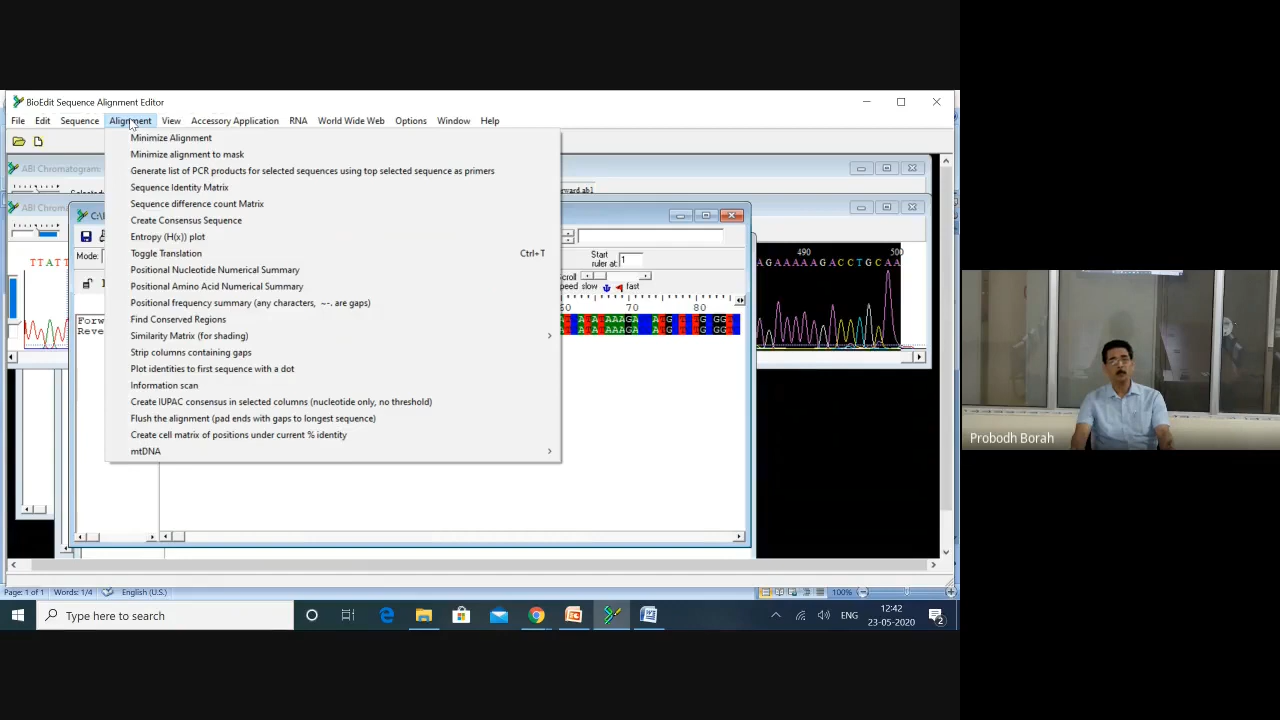 BioEdit Sequence Alignment Editor
File Edit Sequence Alignment View Accessory Application RNA World Wide Web Options Window Help
Minimize Alignment
Minimize alignment to mask
Generate list of PCR products for selected sequences using top selected sequence as primers
Sequence Identity Matrix
Sequence difference count Matrix
Create Consensus Sequence
Entropy (H(x)) plot
Toggle Translation Ctrl+T
Positional Nucleotide Numerical Summary
Positional Amino Acid Numerical Summary
Positional frequency summary (any characters, ~-. are gaps)
Find Conserved Regions
Similarity Matrix (for shading)
Strip columns containing gaps
Plot identities to first sequence with a dot
Information scan
Create IUPAC consensus in selected columns (nucleotide only, no threshold)
Flush the alignment (pad ends with gaps to longest sequence)
Create cell matrix of positions under current % identity
mtDNA
ABI Chromatogram:
Selected
ABI Chroma
C:\
Mode:
TTAT
Forw
Reve
Start
ruler at: 1
speed slow fast
70 80
490 500
AGAAAAAGACCTGCAA
Page: 1 of 1 Words: 1/4 English (U.S.) 100%
Type here to search
ENG
12:42
23-05-2020
2
Probodh Borah